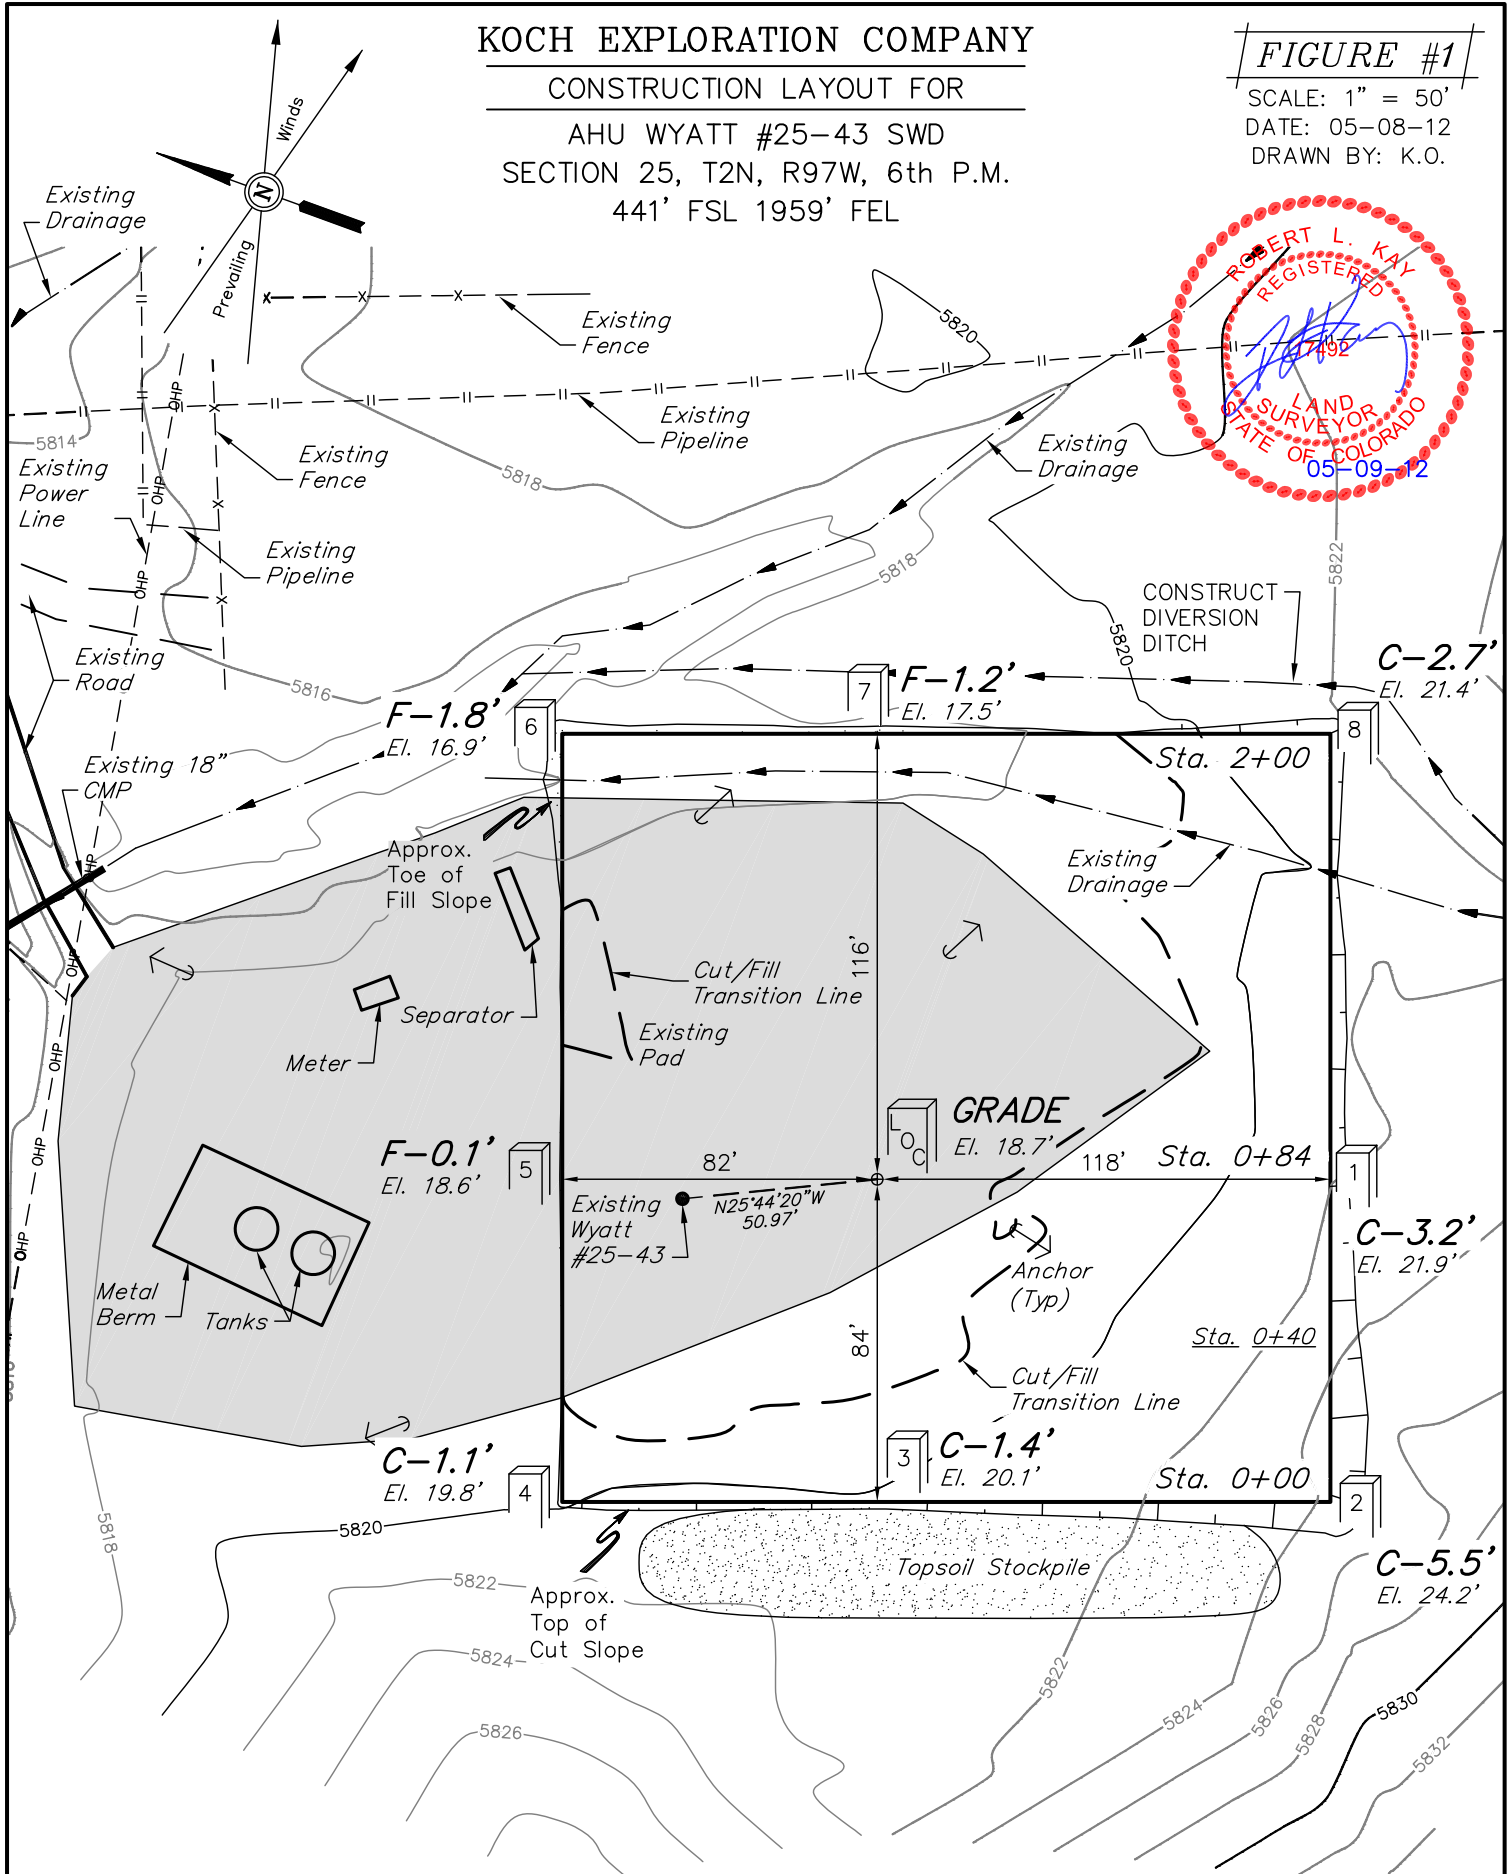 KOCH EXPLORATION COMPANY
CONSTRUCTION LAYOUT FOR
AHU WYATT #25-43 SWD
SECTION 25, T2N, R97W, 6th P.M.
441' FSL 1959' FEL
FIGURE #1
SCALE: 1" = 50'
DATE: 05-08-12
DRAWN BY: K.O.
ROBERT L. KAY
REGISTERED
17492
LAND
SURVEYOR
STATE OF COLORADO
05-09-12
Winds
N
Prevailing
Existing
Drainage
Existing
Fence
5820
Existing
Pipeline
Existing
Drainage
5814
OHP
Existing
Power
Line
Existing
Fence
5818
OHP
Existing
Pipeline
OHP
5818
5822
CONSTRUCT
DIVERSION
DITCH
5820
Existing
Road
5816
C-2.7'
El. 21.4'
8
7
F-1.2'
El. 17.5'
F-1.8'
El. 16.9'
6
Sta. 2+00
Existing 18"
CMP
OHP
Approx.
Toe of
Fill Slope
Existing
Drainage
116'
OHP
Cut/Fill
Transition Line
Separator
Existing
Pad
Meter
OHP
LOC
GRADE
El. 18.7'
OHP
F-0.1'
El. 18.6'
5
82'
118'
Sta. 0+84
1
N25°44'20"W
50.97'
Existing
Wyatt
#25-43
OHP
C-3.2'
El. 21.9'
Metal
Berm
Tanks
Anchor
(Typ)
84'
Sta. 0+40
Cut/Fill
Transition Line
C-1.1'
El. 19.8'
4
3
C-1.4'
El. 20.1'
Sta. 0+00
2
5818
5820
Topsoil Stockpile
C-5.5'
El. 24.2'
5822
Approx.
Top of
Cut Slope
5824
5826
5822
5824
5826
5828
5830
5832